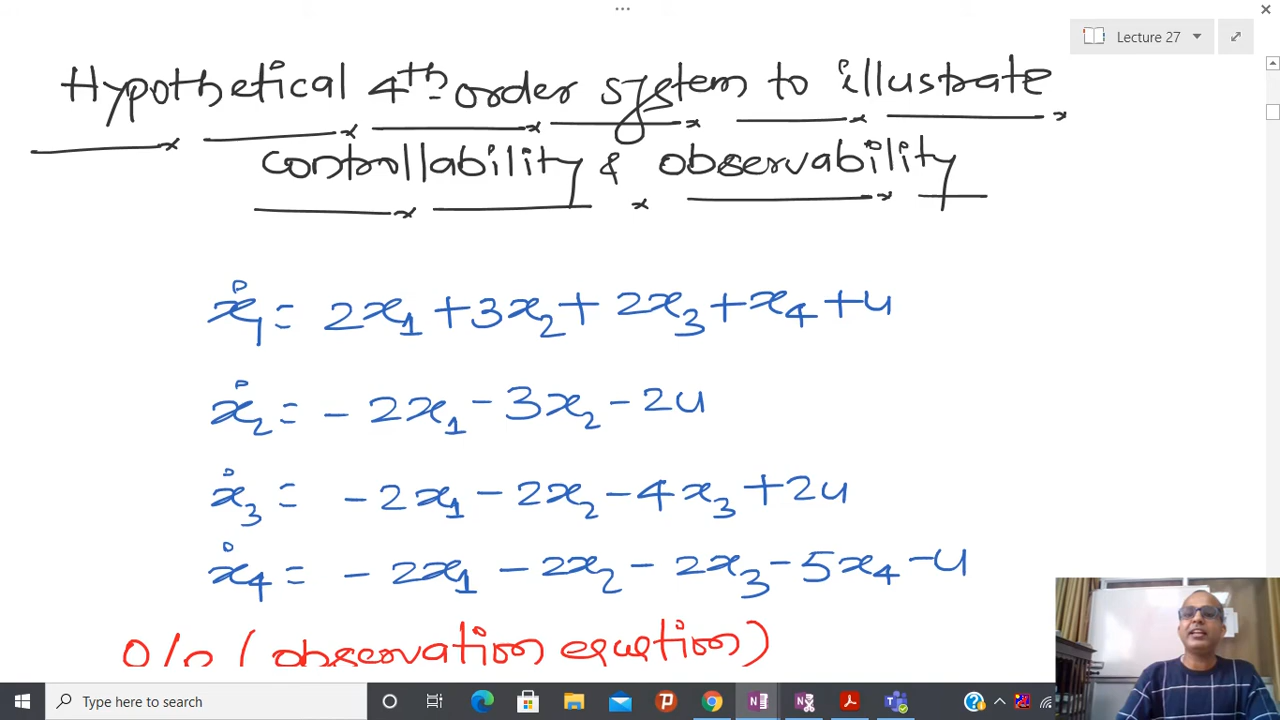 Lecture 27
Hypothetical 4th order system to illustrate
controllability & observability
ẋ1 = 2x1 + 3x2 + 2x3 + x4 + u
ẋ2 = - 2x1 - 3x2 - 2u
ẋ3 = - 2x1 - 2x2 - 4x3 + 2u
ẋ4 = - 2x1 - 2x2 - 2x3 - 5x4 - u
O/p (observation equation)
Type here to search